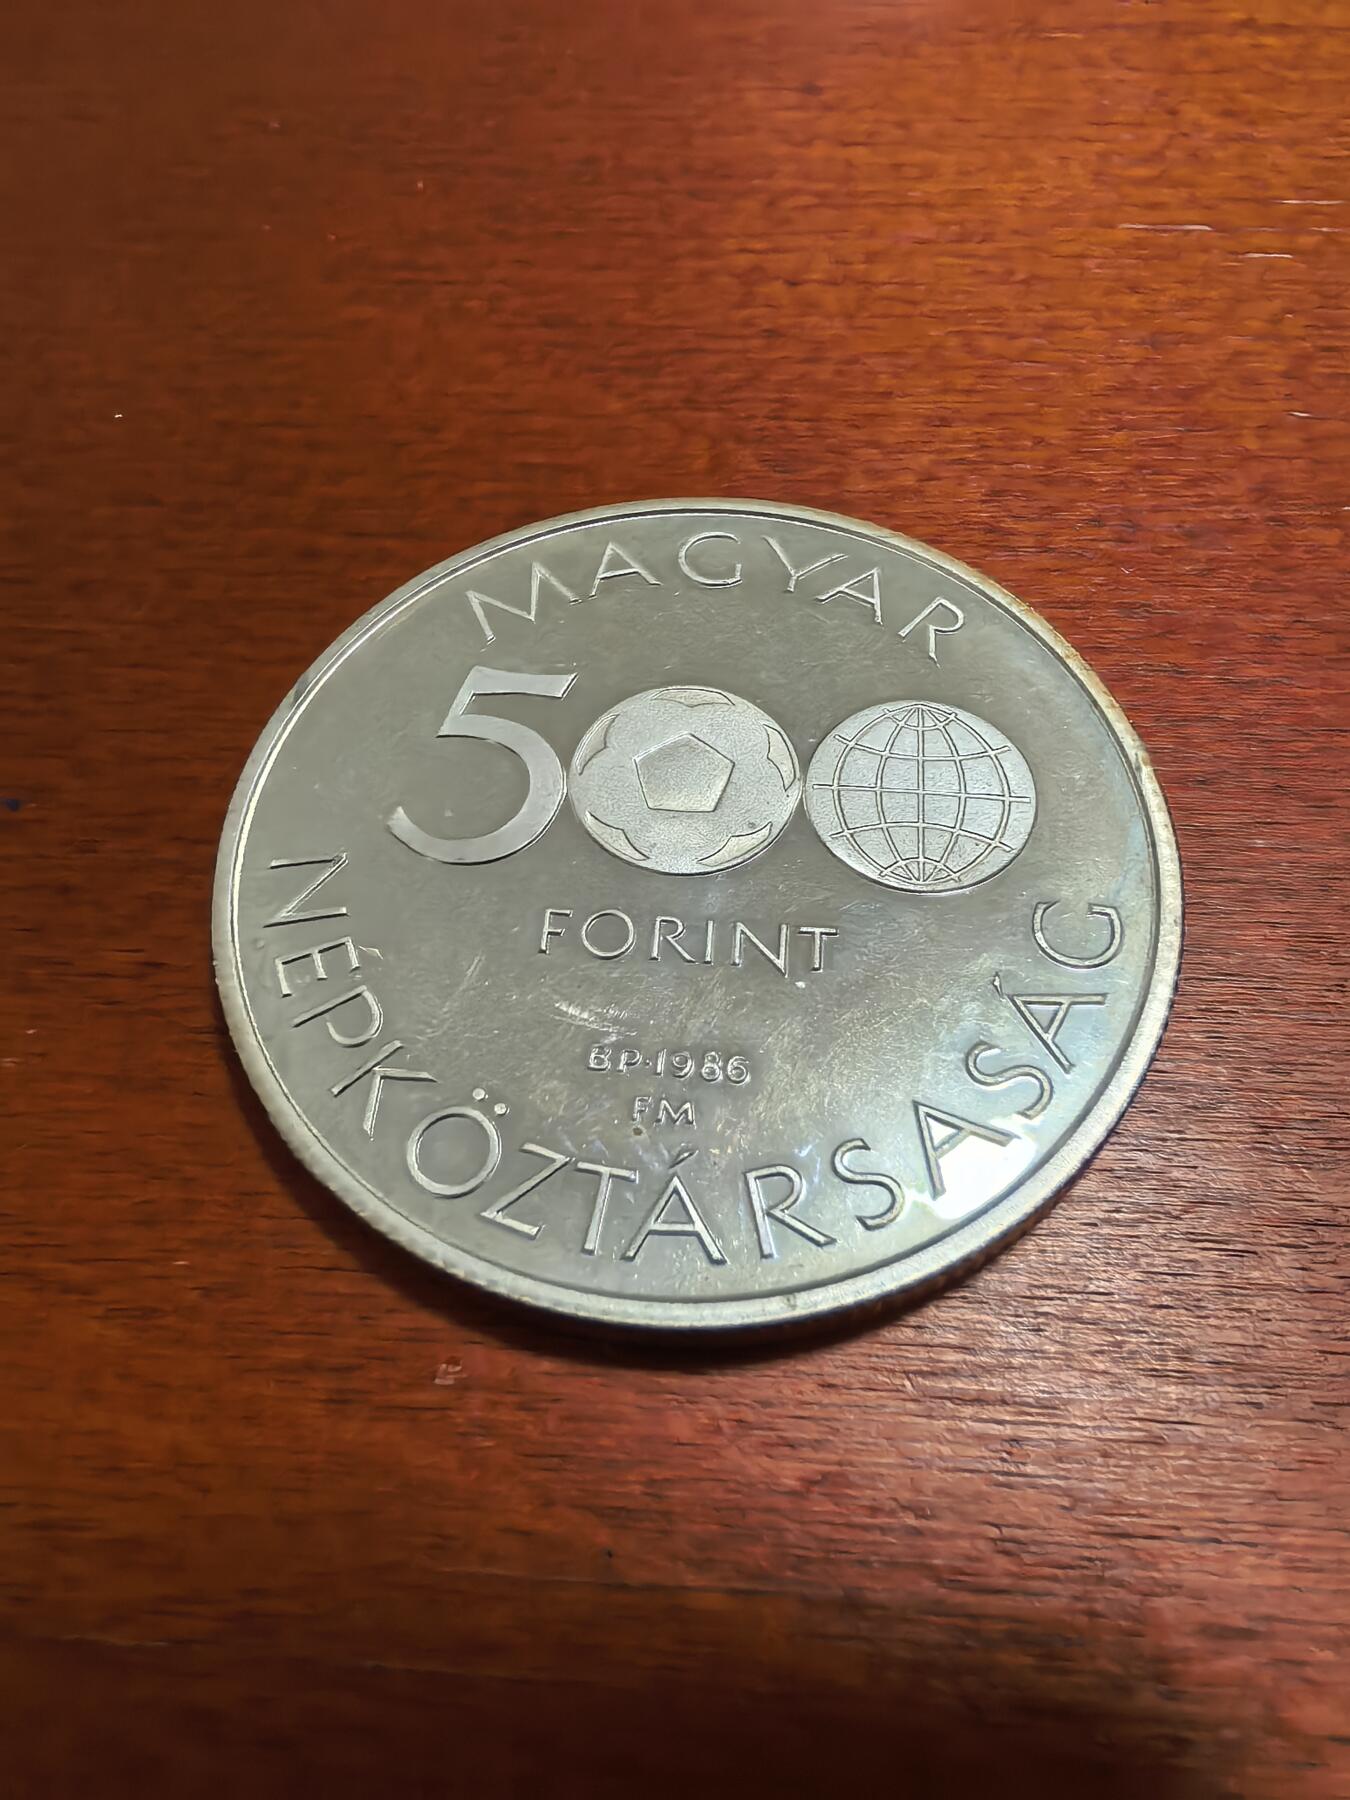 MAGYAR
500
FORINT
BP·1986
FM
NÉPKÖZTÁRSASÁG